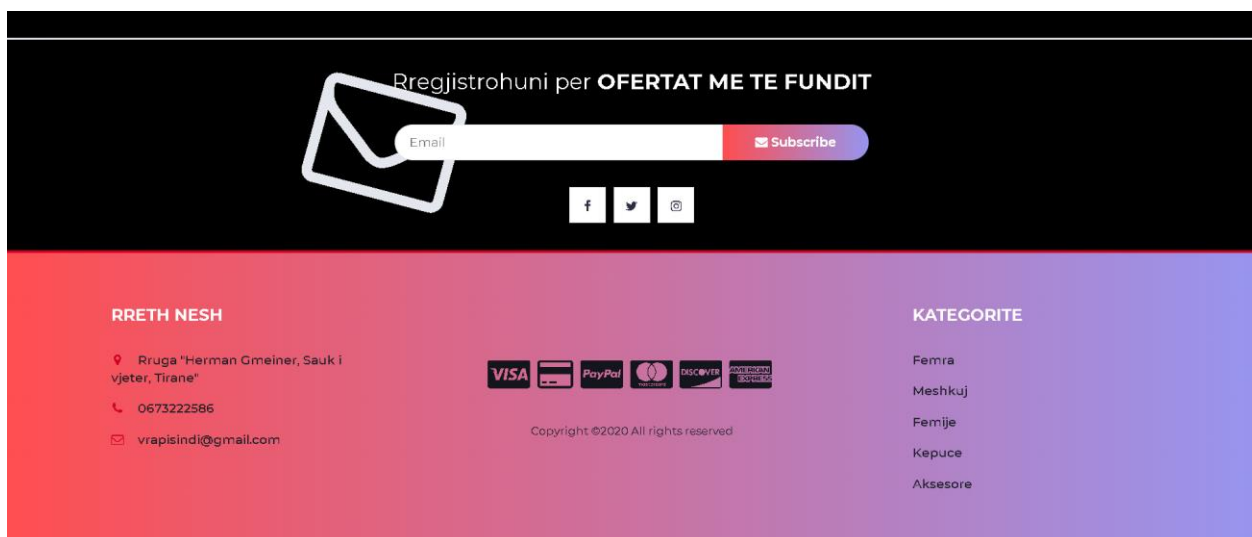 Rregjistrohuni per OFERTAT ME TE FUNDIT
Email
Subscribe
RRETH NESH
Rruga "Herman Gmeiner, Sauk i
vjeter, Tirane"
0673222586
vrapisindi@gmail.com
VISA PayPal DISCOVER AMERICAN EXPRESS
Copyright ©2020 All rights reserved
KATEGORITE
Femra
Meshkuj
Femije
Kepuce
Aksesore